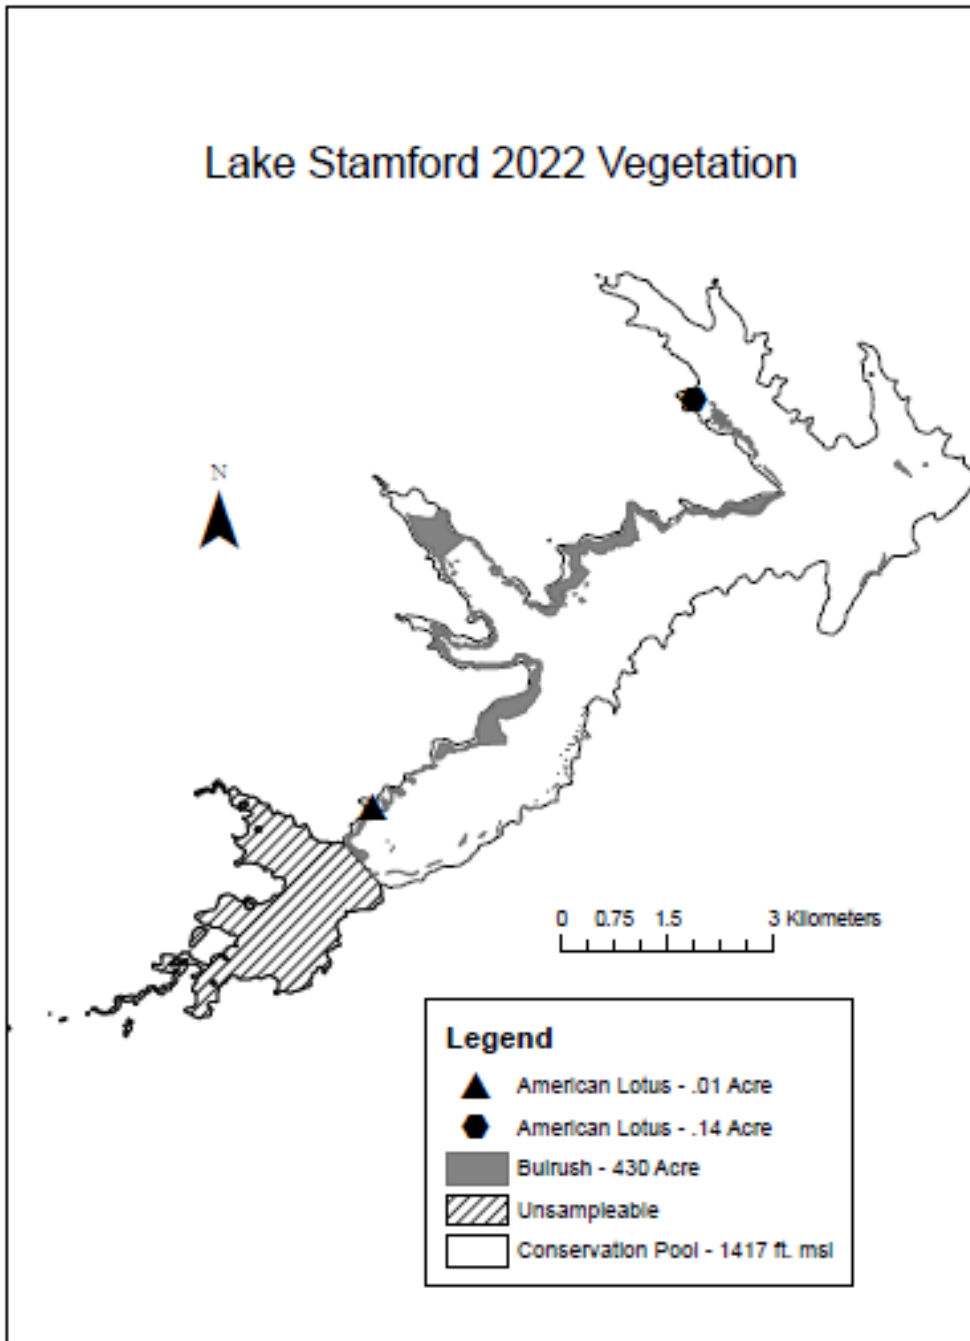 Lake Stamford 2022 Vegetation
N
0 0.75 1.5 3 Kilometers
Legend
American Lotus - .01 Acre
American Lotus - .14 Acre
Bulrush - 430 Acre
Unsampleable
Conservation Pool - 1417 ft. msl